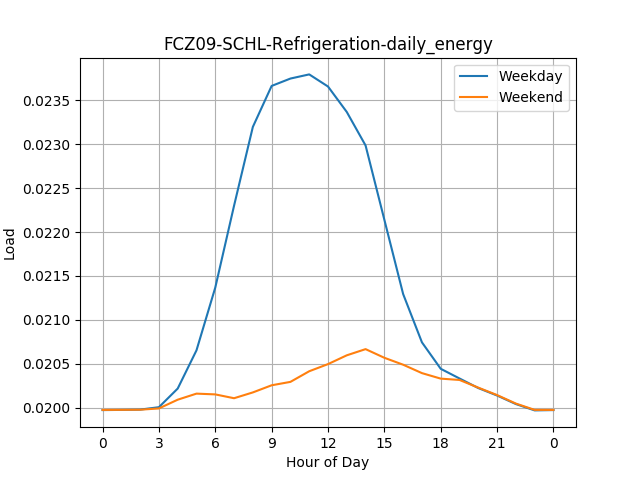 FCZ09-SCHL-Refrigeration-daily_energy
Weekday
Weekend
0.0235
0.0230
0.0225
0.0220
0.0215
0.0210
0.0205
0.0200
Load
0 3 6 9 12 15 18 21 0
Hour of Day